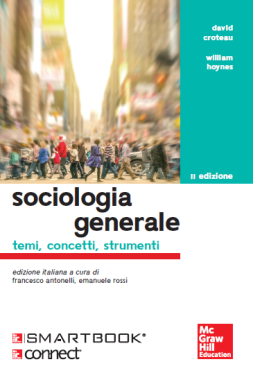 david
croteau
william
hoynes
II edizione
sociologia
generale
temi, concetti, strumenti
edizione italiana a cura di
francesco antonelli, emanuele rossi
SMARTBOOK®
connect®
Mc
Graw
Hill
Education